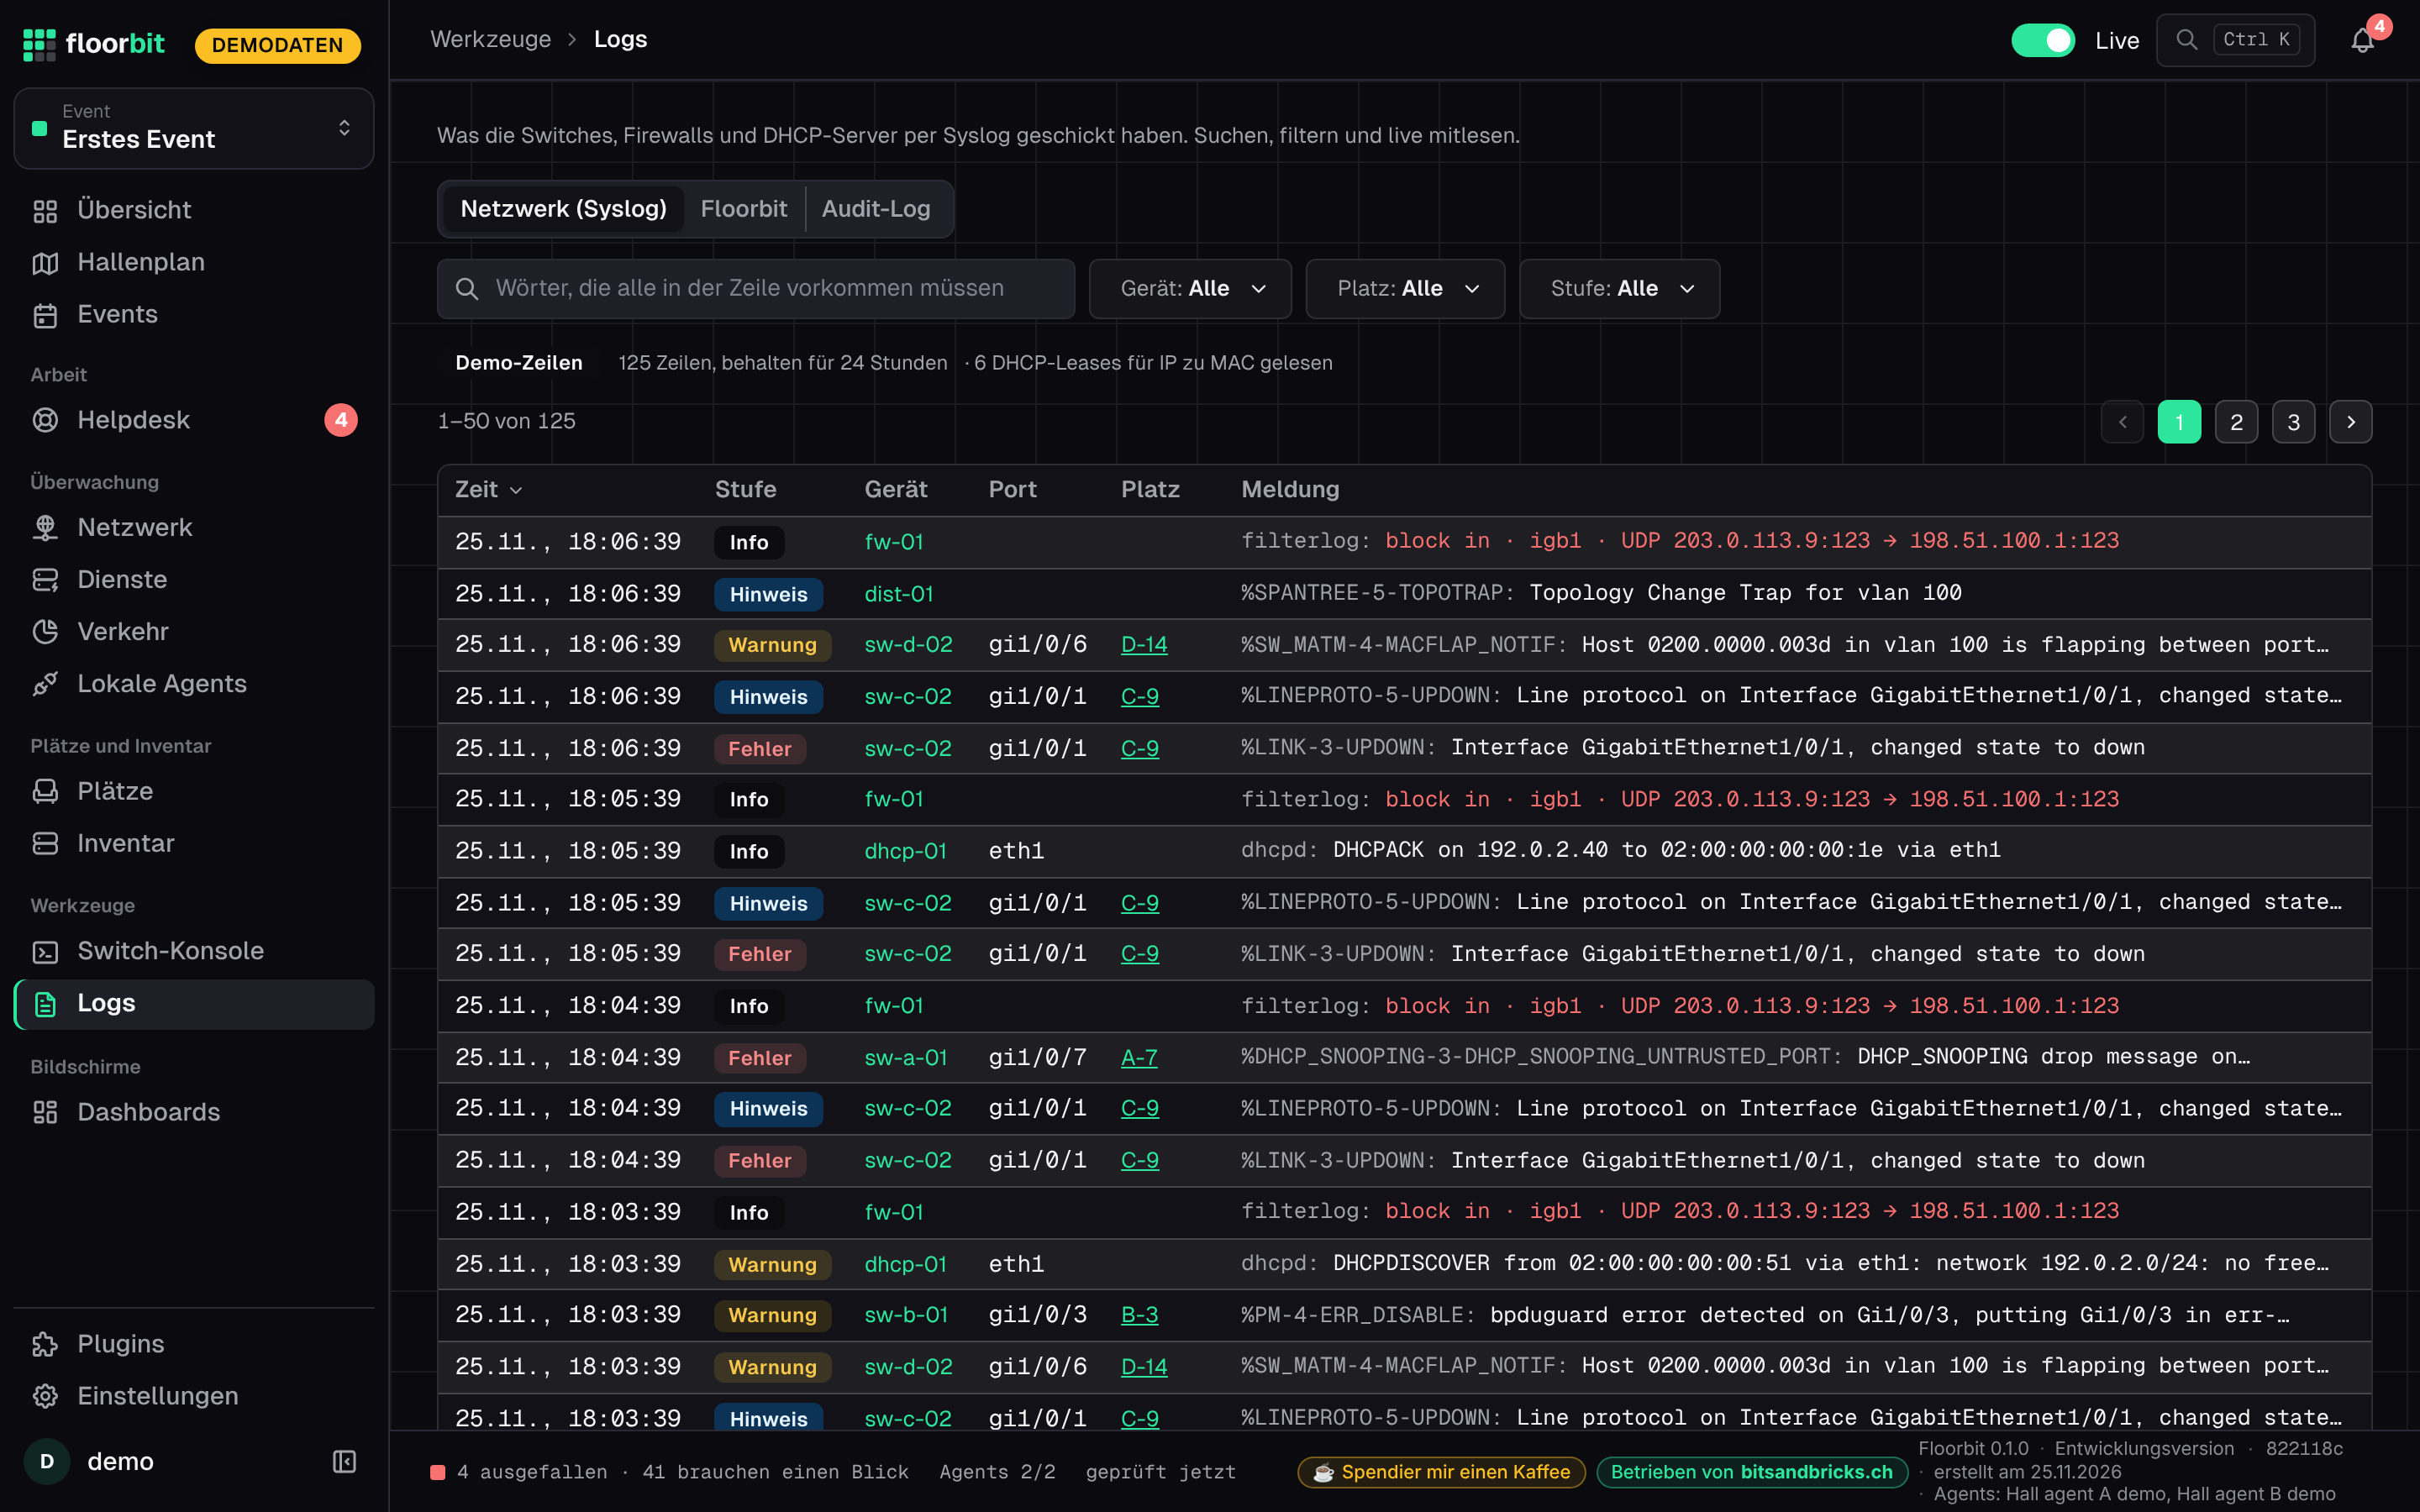 floorbit DEMODATEN
Event
Erstes Event
Übersicht
Hallenplan
Events
Arbeit
Helpdesk 4
Überwachung
Netzwerk
Dienste
Verkehr
Lokale Agents
Plätze und Inventar
Plätze
Inventar
Werkzeuge
Switch-Konsole
Logs
Bildschirme
Dashboards
Plugins
Einstellungen
D demo
Werkzeuge > Logs
Live Ctrl K 4
Was die Switches, Firewalls und DHCP-Server per Syslog geschickt haben. Suchen, filtern und live mitlesen.
Netzwerk (Syslog) Floorbit Audit-Log
Wörter, die alle in der Zeile vorkommen müssen Gerät: Alle Platz: Alle Stufe: Alle
Demo-Zeilen 125 Zeilen, behalten für 24 Stunden · 6 DHCP-Leases für IP zu MAC gelesen
1–50 von 125 1 2 3
Zeit Stufe Gerät Port Platz Meldung
25.11., 18:06:39 Info fw-01 filterlog: block in · igb1 · UDP 203.0.113.9:123 → 198.51.100.1:123
25.11., 18:06:39 Hinweis dist-01 %SPANTREE-5-TOPOTRAP: Topology Change Trap for vlan 100
25.11., 18:06:39 Warnung sw-d-02 gi1/0/6 D-14 %SW_MATM-4-MACFLAP_NOTIF: Host 0200.0000.003d in vlan 100 is flapping between port…
25.11., 18:06:39 Hinweis sw-c-02 gi1/0/1 C-9 %LINEPROTO-5-UPDOWN: Line protocol on Interface GigabitEthernet1/0/1, changed state…
25.11., 18:06:39 Fehler sw-c-02 gi1/0/1 C-9 %LINK-3-UPDOWN: Interface GigabitEthernet1/0/1, changed state to down
25.11., 18:05:39 Info fw-01 filterlog: block in · igb1 · UDP 203.0.113.9:123 → 198.51.100.1:123
25.11., 18:05:39 Info dhcp-01 eth1 dhcpd: DHCPACK on 192.0.2.40 to 02:00:00:00:00:1e via eth1
25.11., 18:05:39 Hinweis sw-c-02 gi1/0/1 C-9 %LINEPROTO-5-UPDOWN: Line protocol on Interface GigabitEthernet1/0/1, changed state…
25.11., 18:05:39 Fehler sw-c-02 gi1/0/1 C-9 %LINK-3-UPDOWN: Interface GigabitEthernet1/0/1, changed state to down
25.11., 18:04:39 Info fw-01 filterlog: block in · igb1 · UDP 203.0.113.9:123 → 198.51.100.1:123
25.11., 18:04:39 Fehler sw-a-01 gi1/0/7 A-7 %DHCP_SNOOPING-3-DHCP_SNOOPING_UNTRUSTED_PORT: DHCP_SNOOPING drop message on…
25.11., 18:04:39 Hinweis sw-c-02 gi1/0/1 C-9 %LINEPROTO-5-UPDOWN: Line protocol on Interface GigabitEthernet1/0/1, changed state…
25.11., 18:04:39 Fehler sw-c-02 gi1/0/1 C-9 %LINK-3-UPDOWN: Interface GigabitEthernet1/0/1, changed state to down
25.11., 18:03:39 Info fw-01 filterlog: block in · igb1 · UDP 203.0.113.9:123 → 198.51.100.1:123
25.11., 18:03:39 Warnung dhcp-01 eth1 dhcpd: DHCPDISCOVER from 02:00:00:00:00:51 via eth1: network 192.0.2.0/24: no free…
25.11., 18:03:39 Warnung sw-b-01 gi1/0/3 B-3 %PM-4-ERR_DISABLE: bpduguard error detected on Gi1/0/3, putting Gi1/0/3 in err-…
25.11., 18:03:39 Warnung sw-d-02 gi1/0/6 D-14 %SW_MATM-4-MACFLAP_NOTIF: Host 0200.0000.003d in vlan 100 is flapping between port…
25.11., 18:03:39 Hinweis sw-c-02 gi1/0/1 C-9 %LINEPROTO-5-UPDOWN: Line protocol on Interface GigabitEthernet1/0/1, changed state…
4 ausgefallen · 41 brauchen einen Blick Agents 2/2 geprüft jetzt
Spendier mir einen Kaffee
Betrieben von bitsandbricks.ch
Floorbit 0.1.0 · Entwicklungsversion · 822118c
· erstellt am 25.11.2026
· Agents: Hall agent A demo, Hall agent B demo